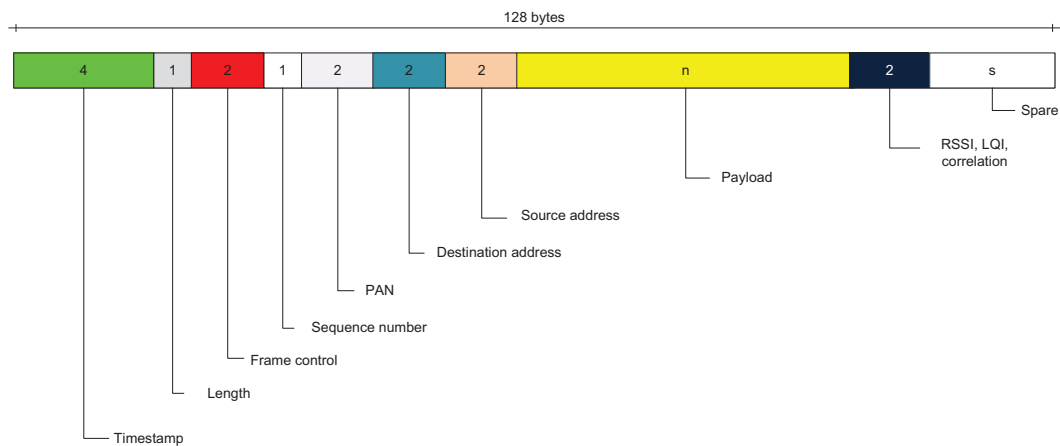 128 bytes
4 1 2 1 2 2 2 n 2 s
Spare
RSSI, LQI,
correlation
Payload
Source address
Destination address
PAN
Sequence number
Frame control
Length
Timestamp